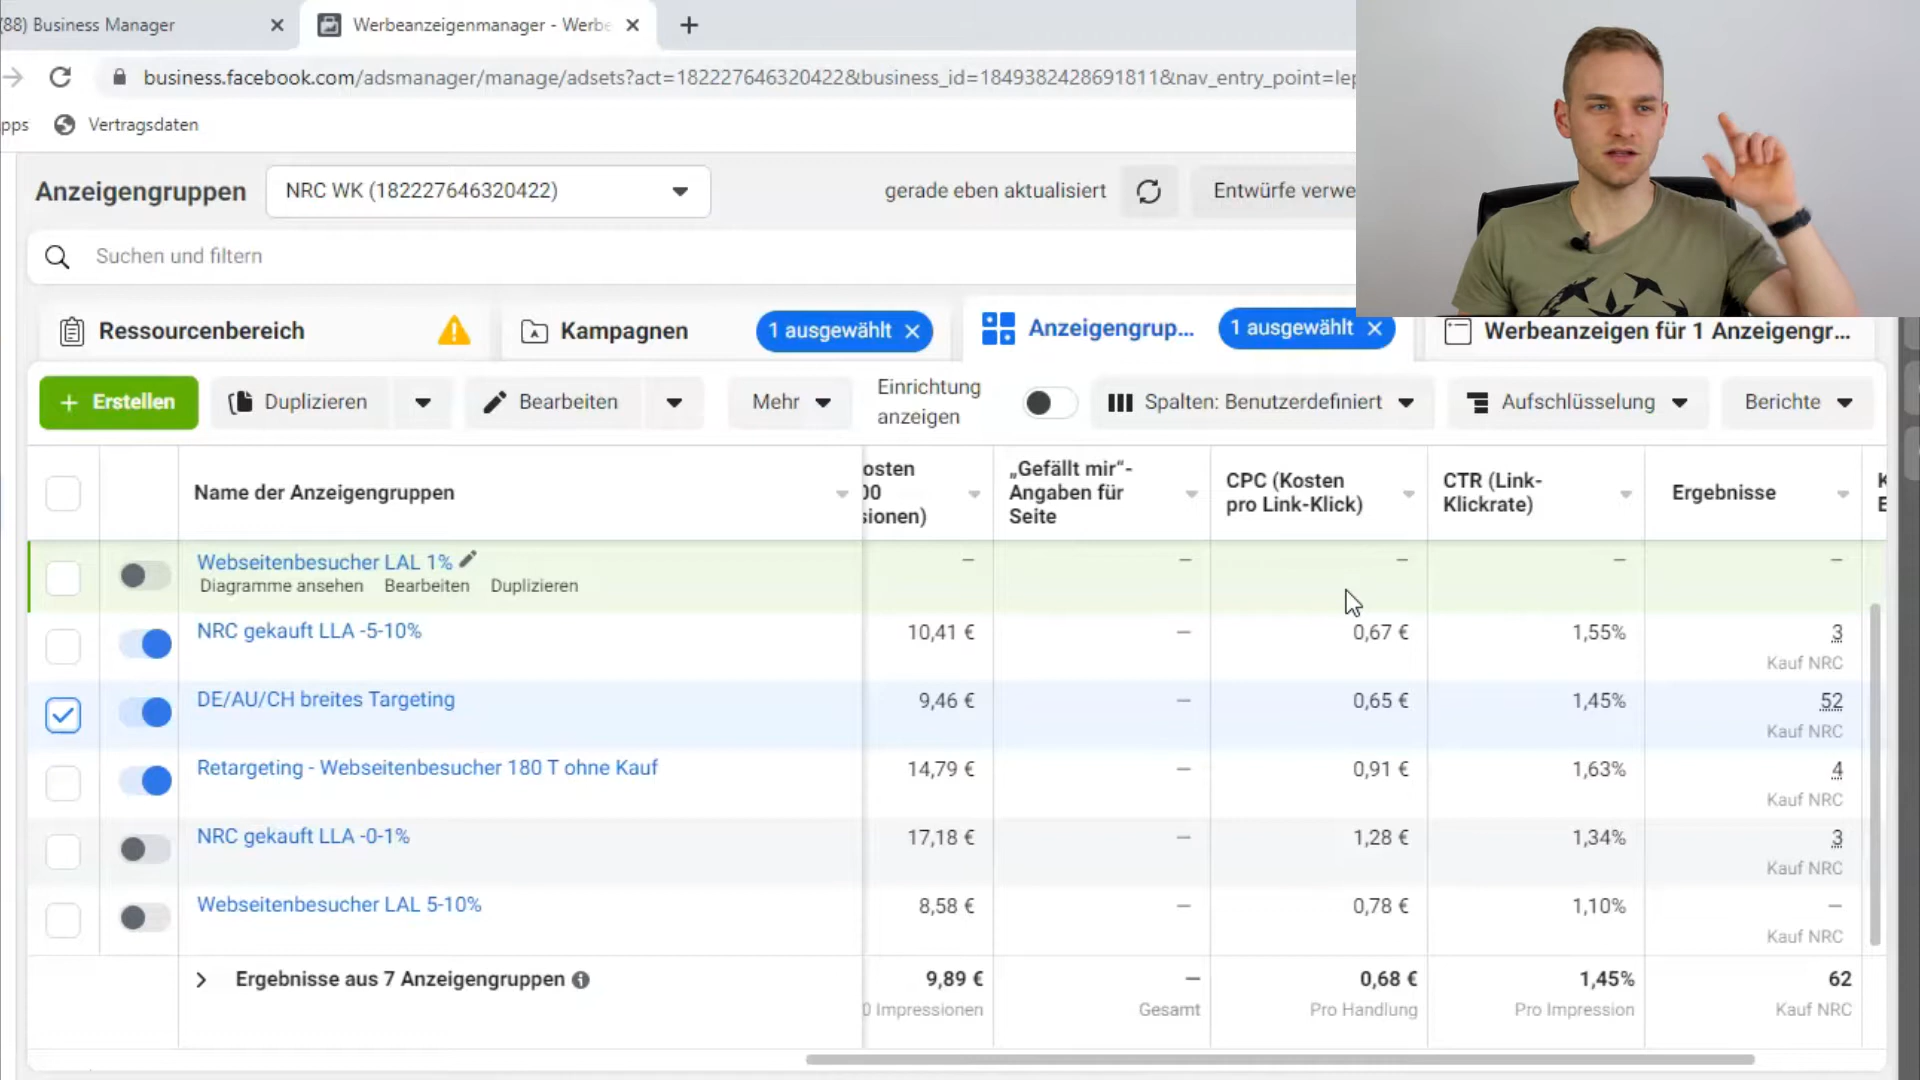 (88) Business Manager
Werbeanzeigenmanager - Werbe
business.facebook.com/adsmanager/manage/adsets?act=182227646320422&business_id=1849382428691811&nav_entry_point=lep
pps
Vertragsdaten
Anzeigengruppen
NRC WK (182227646320422)
gerade eben aktualisiert
Entwürfe verwe
Suchen und filtern
Ressourcenbereich
Kampagnen
1 ausgewählt
Anzeigengrup...
1 ausgewählt
Werbeanzeigen für 1 Anzeigengr...
+ Erstellen
Duplizieren
Bearbeiten
Mehr
Einrichtung
anzeigen
Spalten: Benutzerdefiniert
Aufschlüsselung
Berichte
Name der Anzeigengruppen
osten
00
sionen)
„Gefällt mir“-
Angaben für
Seite
CPC (Kosten
pro Link-Klick)
CTR (Link-
Klickrate)
Ergebnisse
K
E
Webseitenbesucher LAL 1%
– – – – –
Diagramme ansehen Bearbeiten Duplizieren
NRC gekauft LLA -5-10%
10,41 € – 0,67 € 1,55% 3
Kauf NRC
DE/AU/CH breites Targeting
9,46 € – 0,65 € 1,45% 52
Kauf NRC
Retargeting - Webseitenbesucher 180 T ohne Kauf
14,79 € – 0,91 € 1,63% 4
Kauf NRC
NRC gekauft LLA -0-1%
17,18 € – 1,28 € 1,34% 3
Kauf NRC
Webseitenbesucher LAL 5-10%
8,58 € – 0,78 € 1,10% –
Kauf NRC
Ergebnisse aus 7 Anzeigengruppen
9,89 € – 0,68 € 1,45% 62
0 Impressionen Gesamt Pro Handlung Pro Impression Kauf NRC